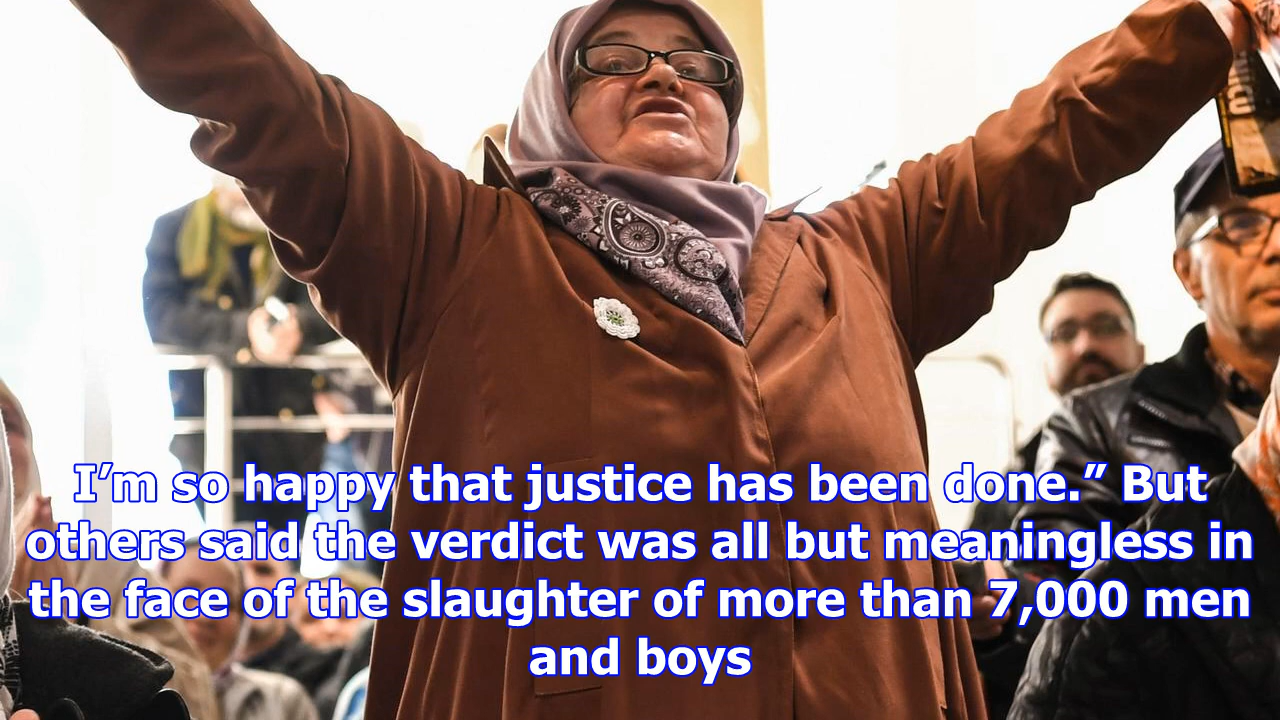 I’m so happy that justice has been done.” But
others said the verdict was all but meaningless in
the face of the slaughter of more than 7,000 men
and boys